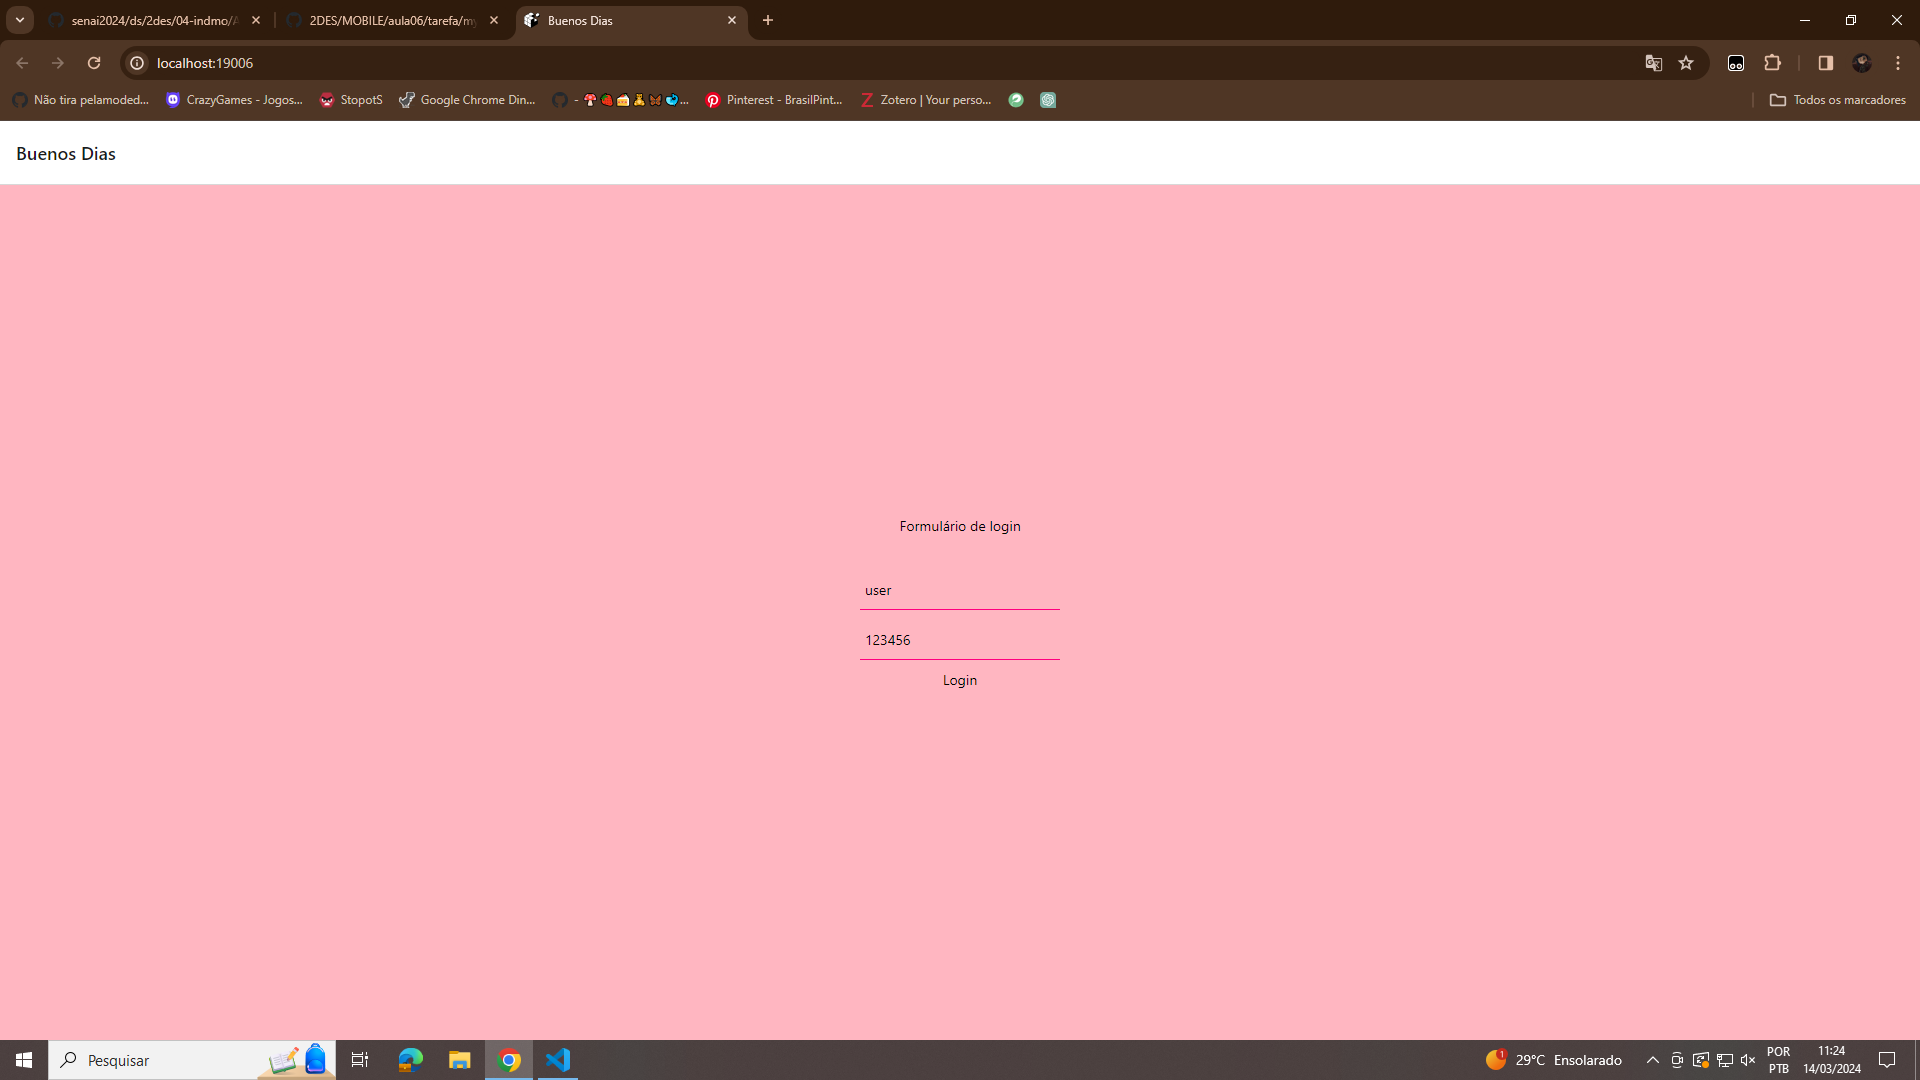 senai2024/ds/2des/04-indmo/A
2DES/MOBILE/aula06/tarefa/my
Buenos Dias
localhost:19006
Não tira pelamoded...
CrazyGames - Jogos...
StopotS
Google Chrome Din...
- 🍄🍓🍰🧸🦋🐦...
Pinterest - BrasilPint...
Zotero | Your perso...
Todos os marcadores
Buenos Dias
Formulário de login
user
123456
Login
Pesquisar
1
29°C Ensolarado
POR
PTB
11:24
14/03/2024